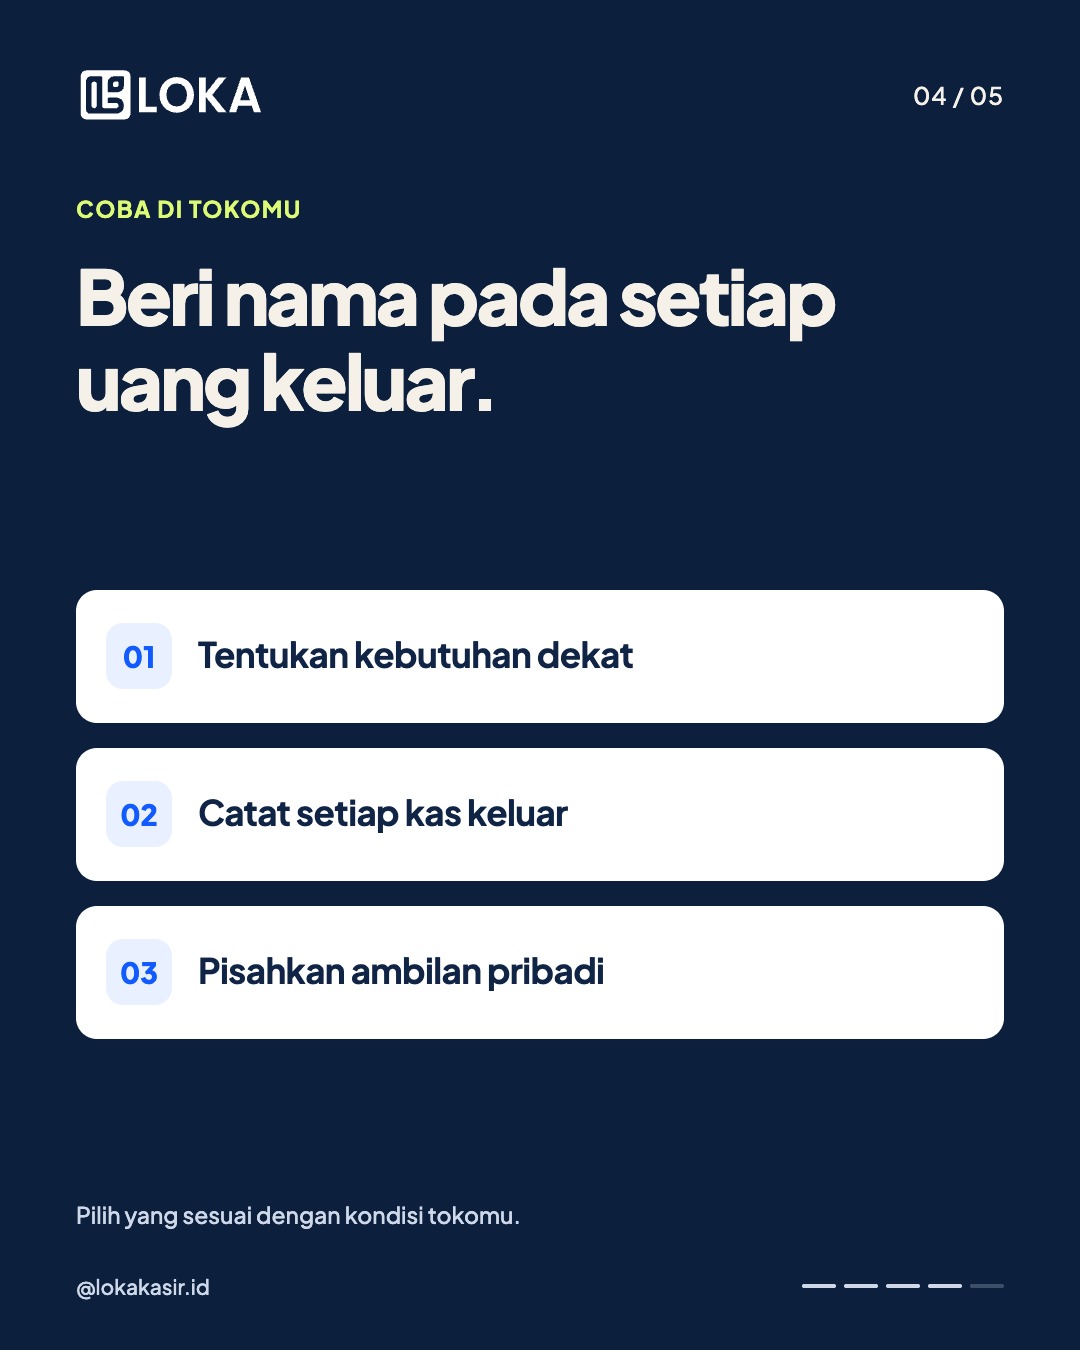 LOKA
04 / 05
COBA DI TOKOMU
Beri nama pada setiap
uang keluar.
01 Tentukan kebutuhan dekat
02 Catat setiap kas keluar
03 Pisahkan ambilan pribadi
Pilih yang sesuai dengan kondisi tokomu.
@lokakasir.id